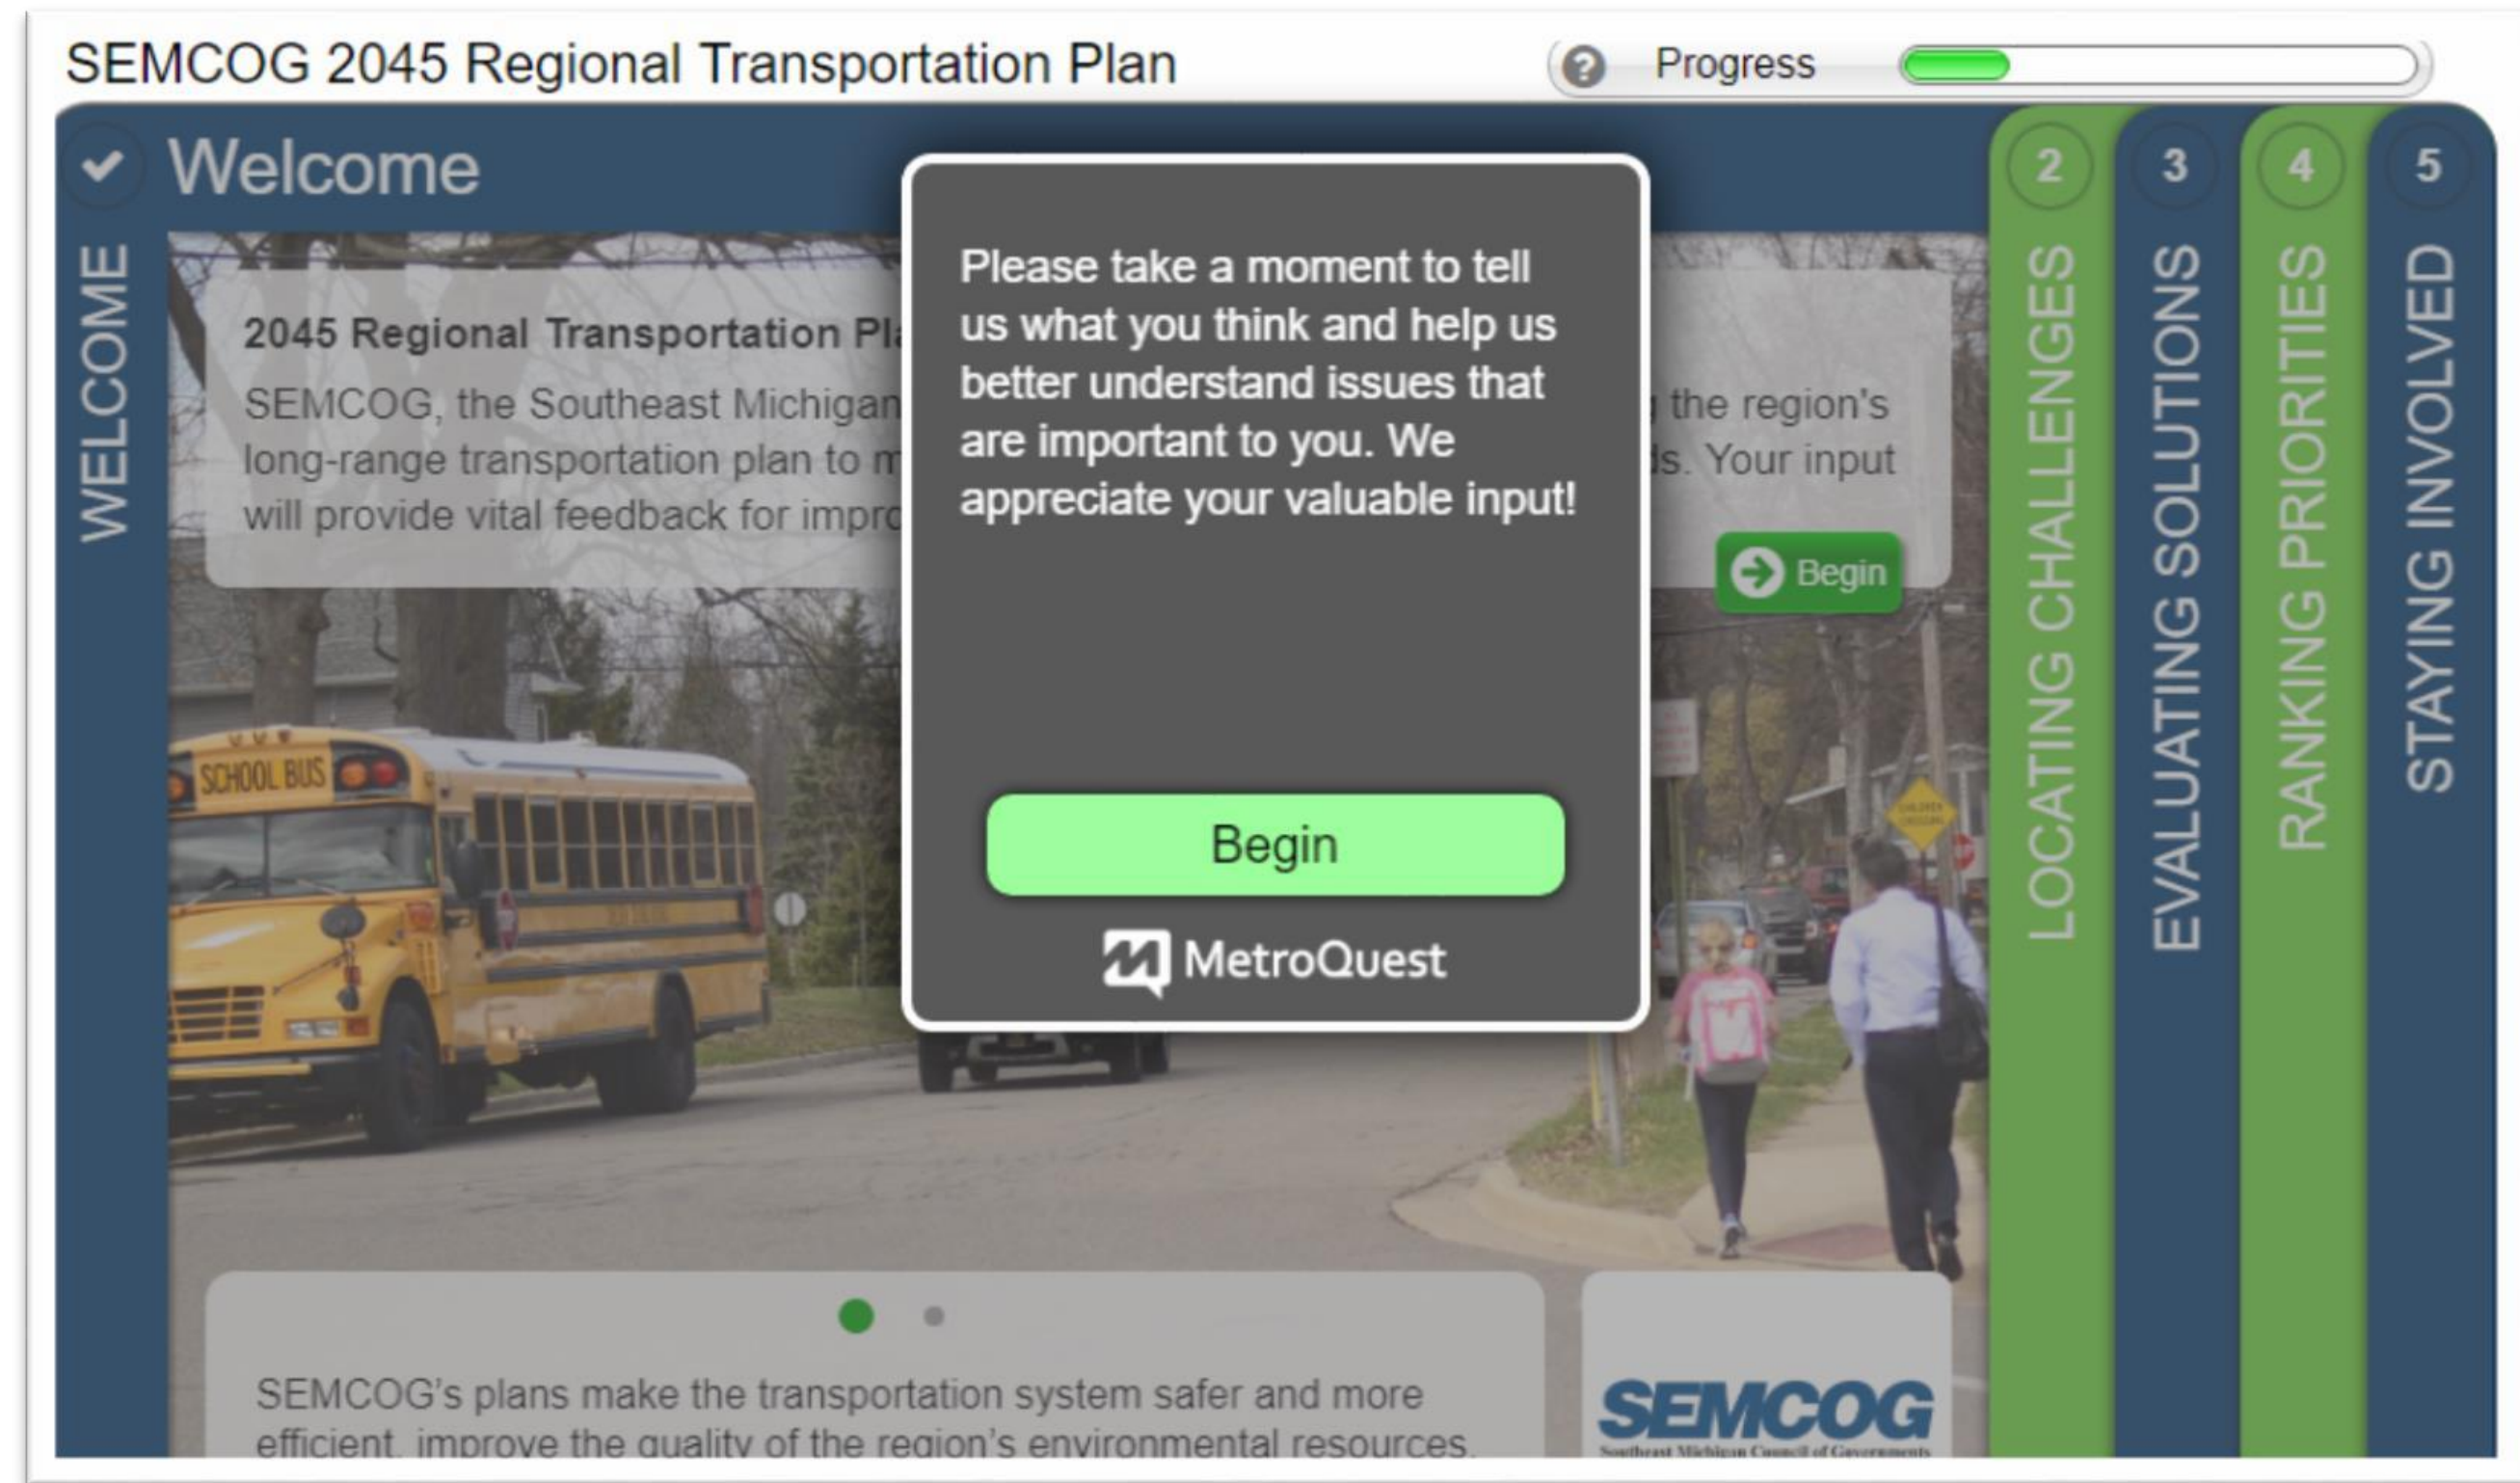 SEMCOG 2045 Regional Transportation Plan
? Progress
Welcome
WELCOME
2045 Regional Transportation
SEMCOG, the Southeast Michigan
long-range transportation plan to
will provide vital feedback for
the region's
Your input
Begin
Please take a moment to tell
us what you think and help us
better understand issues that
are important to you. We
appreciate your valuable input!
Begin
MetroQuest
SCHOOL BUS
CHILDREN
CROSSING
2
LOCATING CHALLENGES
3
EVALUATING SOLUTIONS
4
RANKING PRIORITIES
5
STAYING INVOLVED
SEMCOG's plans make the transportation system safer and more
efficient, improve the quality of the region's environmental resources,
SEMCOG
Southeast Michigan Council of Governments